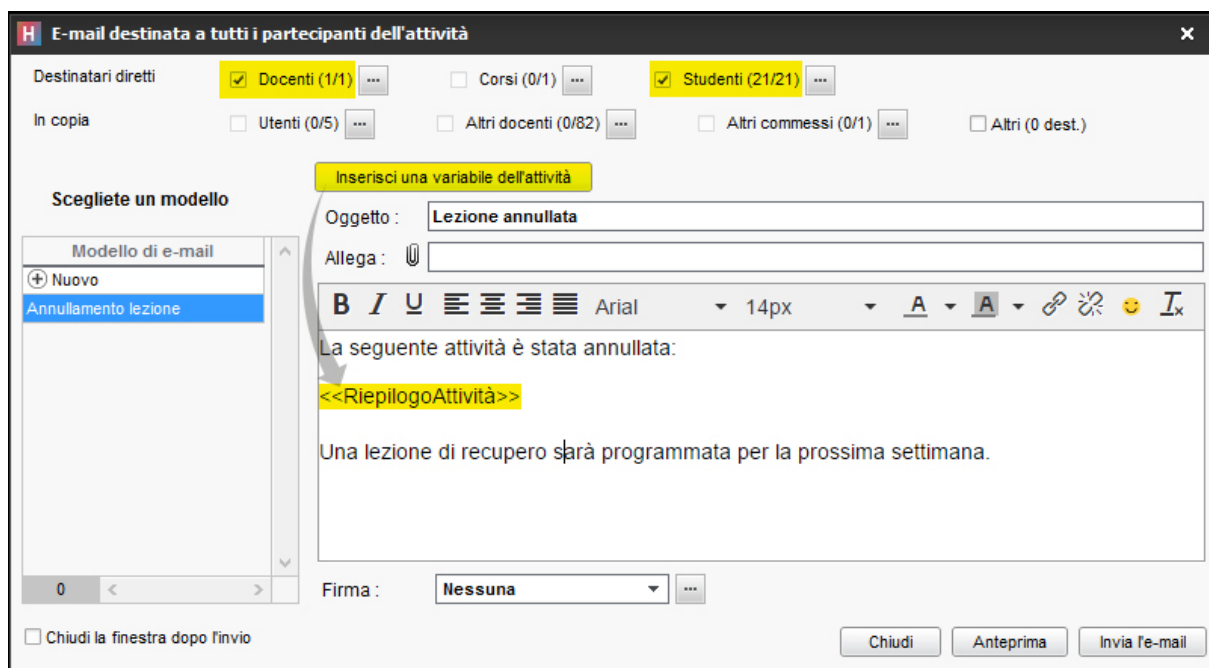 H E-mail destinata a tutti i partecipanti dell'attività
Destinatari diretti Docenti (1/1) ... Corsi (0/1) ... Studenti (21/21) ...
In copia Utenti (0/5) ... Altri docenti (0/82) ... Altri commessi (0/1) ... Altri (0 dest.)
Inserisci una variabile dell'attività
Scegliete un modello
Oggetto : Lezione annullata
Modello di e-mail
Allega :
Nuovo
Annullamento lezione
B I U Arial 14px A A Tx
La seguente attività è stata annullata:
<<RiepilogoAttività>>
Una lezione di recupero sarà programmata per la prossima settimana.
0 < >
Firma : Nessuna ...
Chiudi la finestra dopo l'invio
Chiudi Anteprima Invia l'e-mail